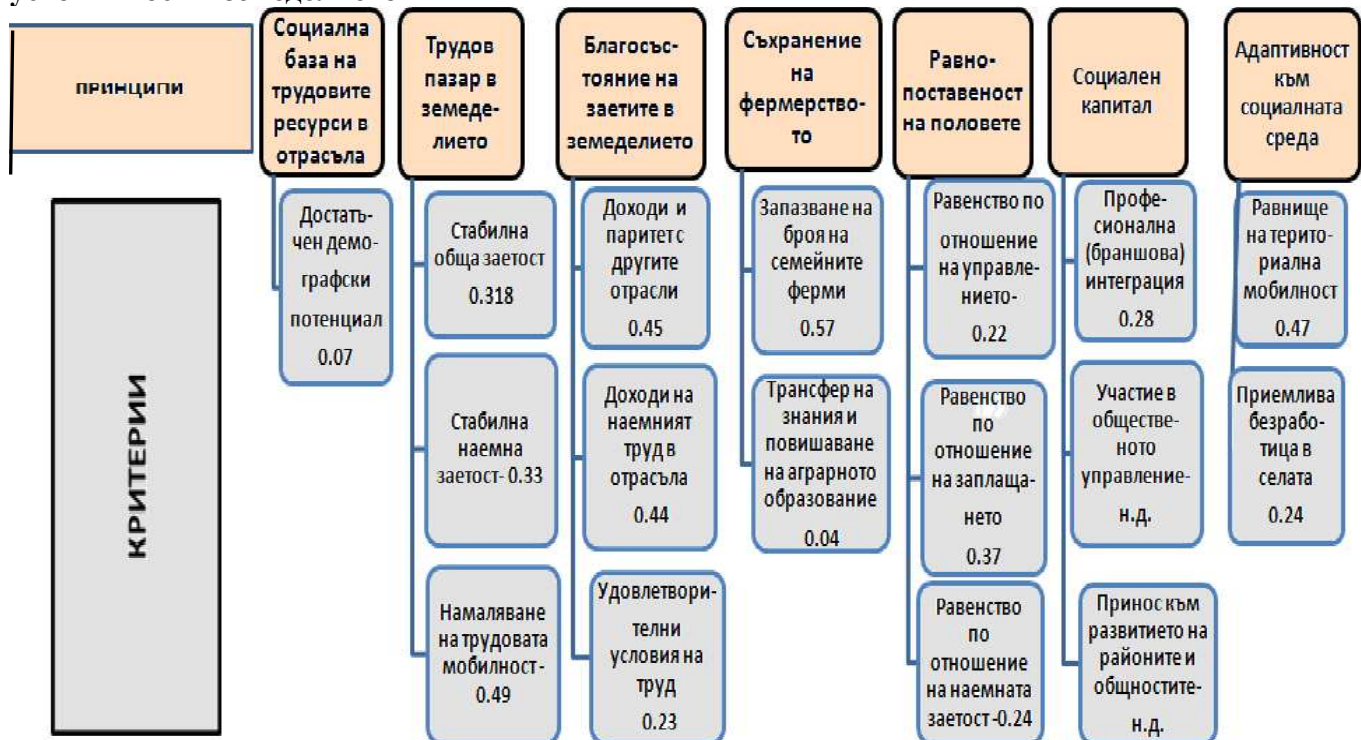 ПРИНЦИПИ
Социална
база на
трудовите
ресурси в
отрасъла
Трудов
пазар в
земеде-
лието
Благосъс-
тояние на
заетите в
земеделието
Съхранение
на
фермерство-
то
Равно-
поставеност
на половете
Социален
капитал
Адаптивност
към
социалната
среда
КРИТЕРИИ
Достатъ-
чен демо-
графски
потенциал
0.07
Стабилна
обща заетост
0.318
Стабилна
наемна
заетост- 0.33
Намаляване
на трудовата
мобилност-
0.49
Доходи и
паритет с
другите
отрасли
0.45
Доходи на
наемният
труд в
отрасъла
0.44
Удовлетвори-
телни
условия на
труд
0.23
Запазване на
броя на
семейните
ферми
0.57
Трансфер на
знания и
повишаване
на аграрното
образование
0.04
Равенство по
отношение
на управле-
нието-
0.22
Равенство
по
отношение
на заплаща-
нето
0.37
Равенство
по
отношение
на наемната
заетост -0.24
Профе-
сионална
(браншова)
интеграция
0.28
Участие в
обществе-
ното
управление-
н.д.
Принос към
развитието на
районите и
общностите-
н.д.
Равнище
на терито-
риална
мобилност
0.47
Приемлива
безрабо-
тица в
селата
0.24